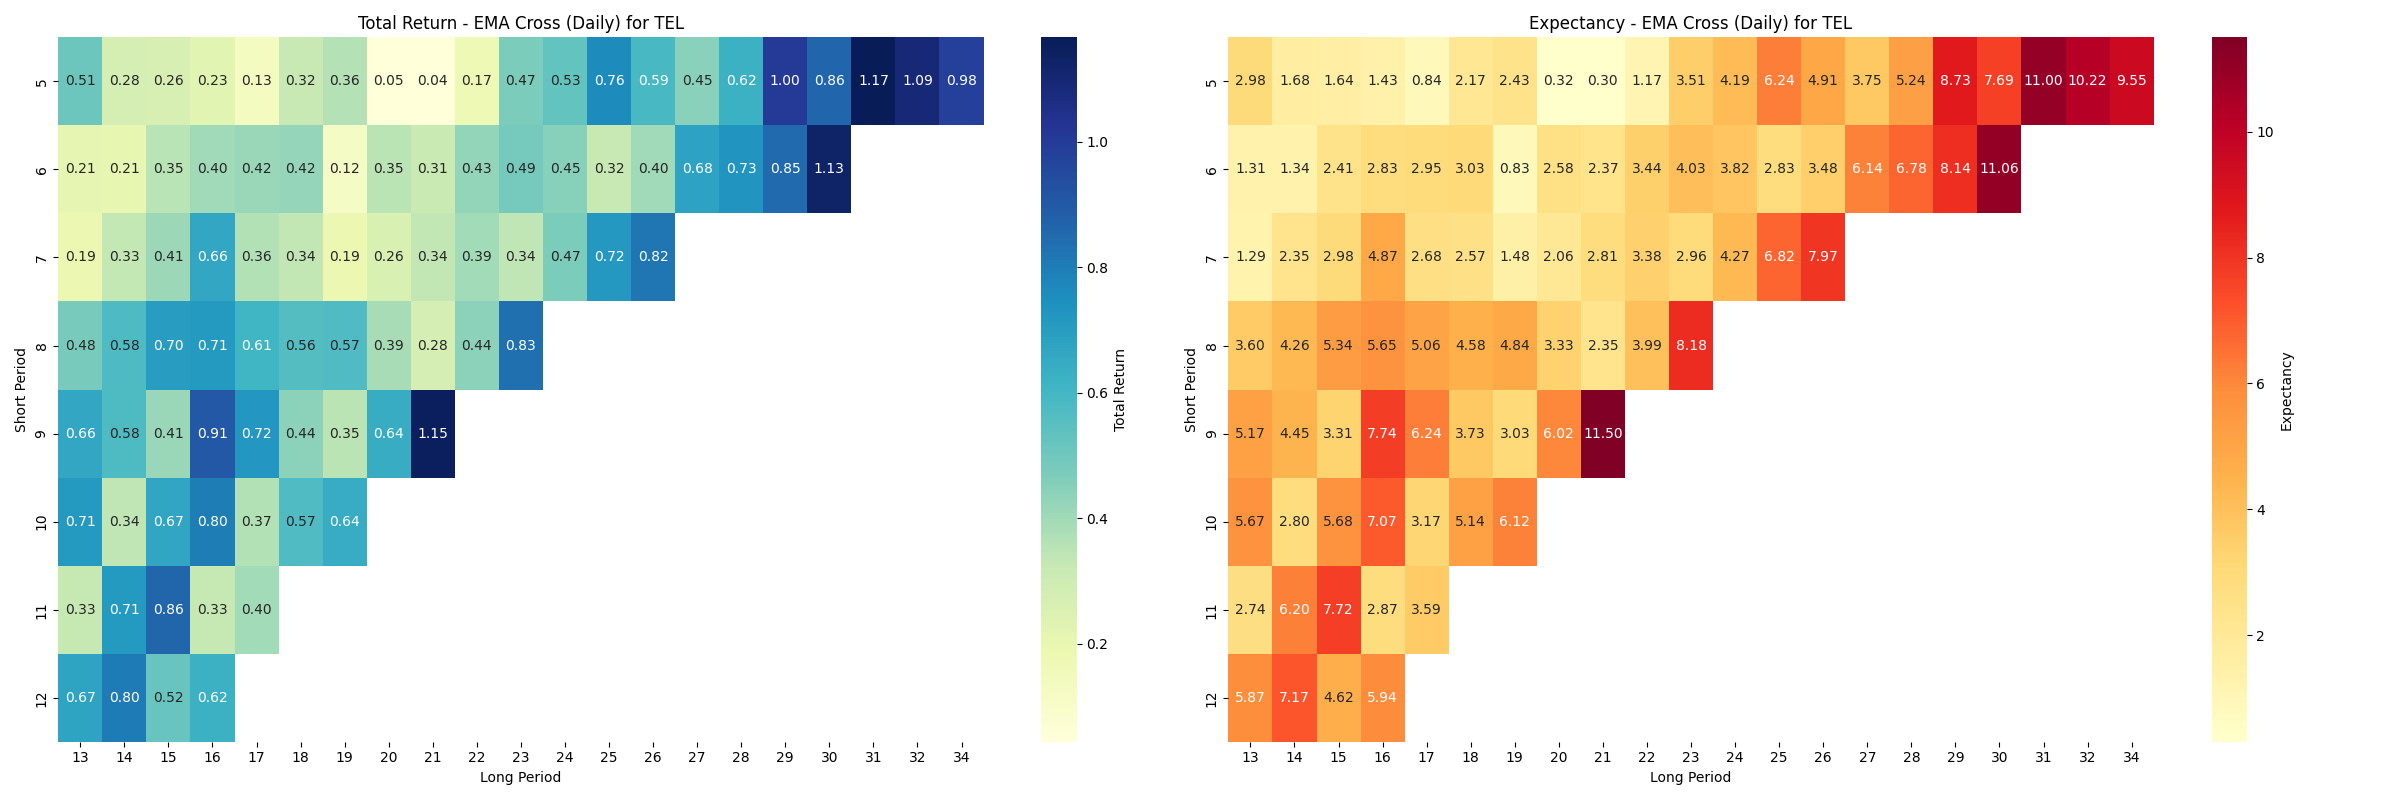 Total Return - EMA Cross (Daily) for TEL
Short Period
5 0.51 0.28 0.26 0.23 0.13 0.32 0.36 0.05 0.04 0.17 0.47 0.53 0.76 0.59 0.45 0.62 1.00 0.86 1.17 1.09 0.98
6 0.21 0.21 0.35 0.40 0.42 0.42 0.12 0.35 0.31 0.43 0.49 0.45 0.32 0.40 0.68 0.73 0.85 1.13
7 0.19 0.33 0.41 0.66 0.36 0.34 0.19 0.26 0.34 0.39 0.34 0.47 0.72 0.82
8 0.48 0.58 0.70 0.71 0.61 0.56 0.57 0.39 0.28 0.44 0.83
9 0.66 0.58 0.41 0.91 0.72 0.44 0.35 0.64 1.15
10 0.71 0.34 0.67 0.80 0.37 0.57 0.64
11 0.33 0.71 0.86 0.33 0.40
12 0.67 0.80 0.52 0.62
13 14 15 16 17 18 19 20 21 22 23 24 25 26 27 28 29 30 31 32 34
Long Period
1.0
0.8
0.6
0.4
0.2
Total Return
Expectancy - EMA Cross (Daily) for TEL
Short Period
5 2.98 1.68 1.64 1.43 0.84 2.17 2.43 0.32 0.30 1.17 3.51 4.19 6.24 4.91 3.75 5.24 8.73 7.69 11.00 10.22 9.55
6 1.31 1.34 2.41 2.83 2.95 3.03 0.83 2.58 2.37 3.44 4.03 3.82 2.83 3.48 6.14 6.78 8.14 11.06
7 1.29 2.35 2.98 4.87 2.68 2.57 1.48 2.06 2.81 3.38 2.96 4.27 6.82 7.97
8 3.60 4.26 5.34 5.65 5.06 4.58 4.84 3.33 2.35 3.99 8.18
9 5.17 4.45 3.31 7.74 6.24 3.73 3.03 6.02 11.50
10 5.67 2.80 5.68 7.07 3.17 5.14 6.12
11 2.74 6.20 7.72 2.87 3.59
12 5.87 7.17 4.62 5.94
13 14 15 16 17 18 19 20 21 22 23 24 25 26 27 28 29 30 31 32 34
Long Period
10
8
6
4
2
Expectancy